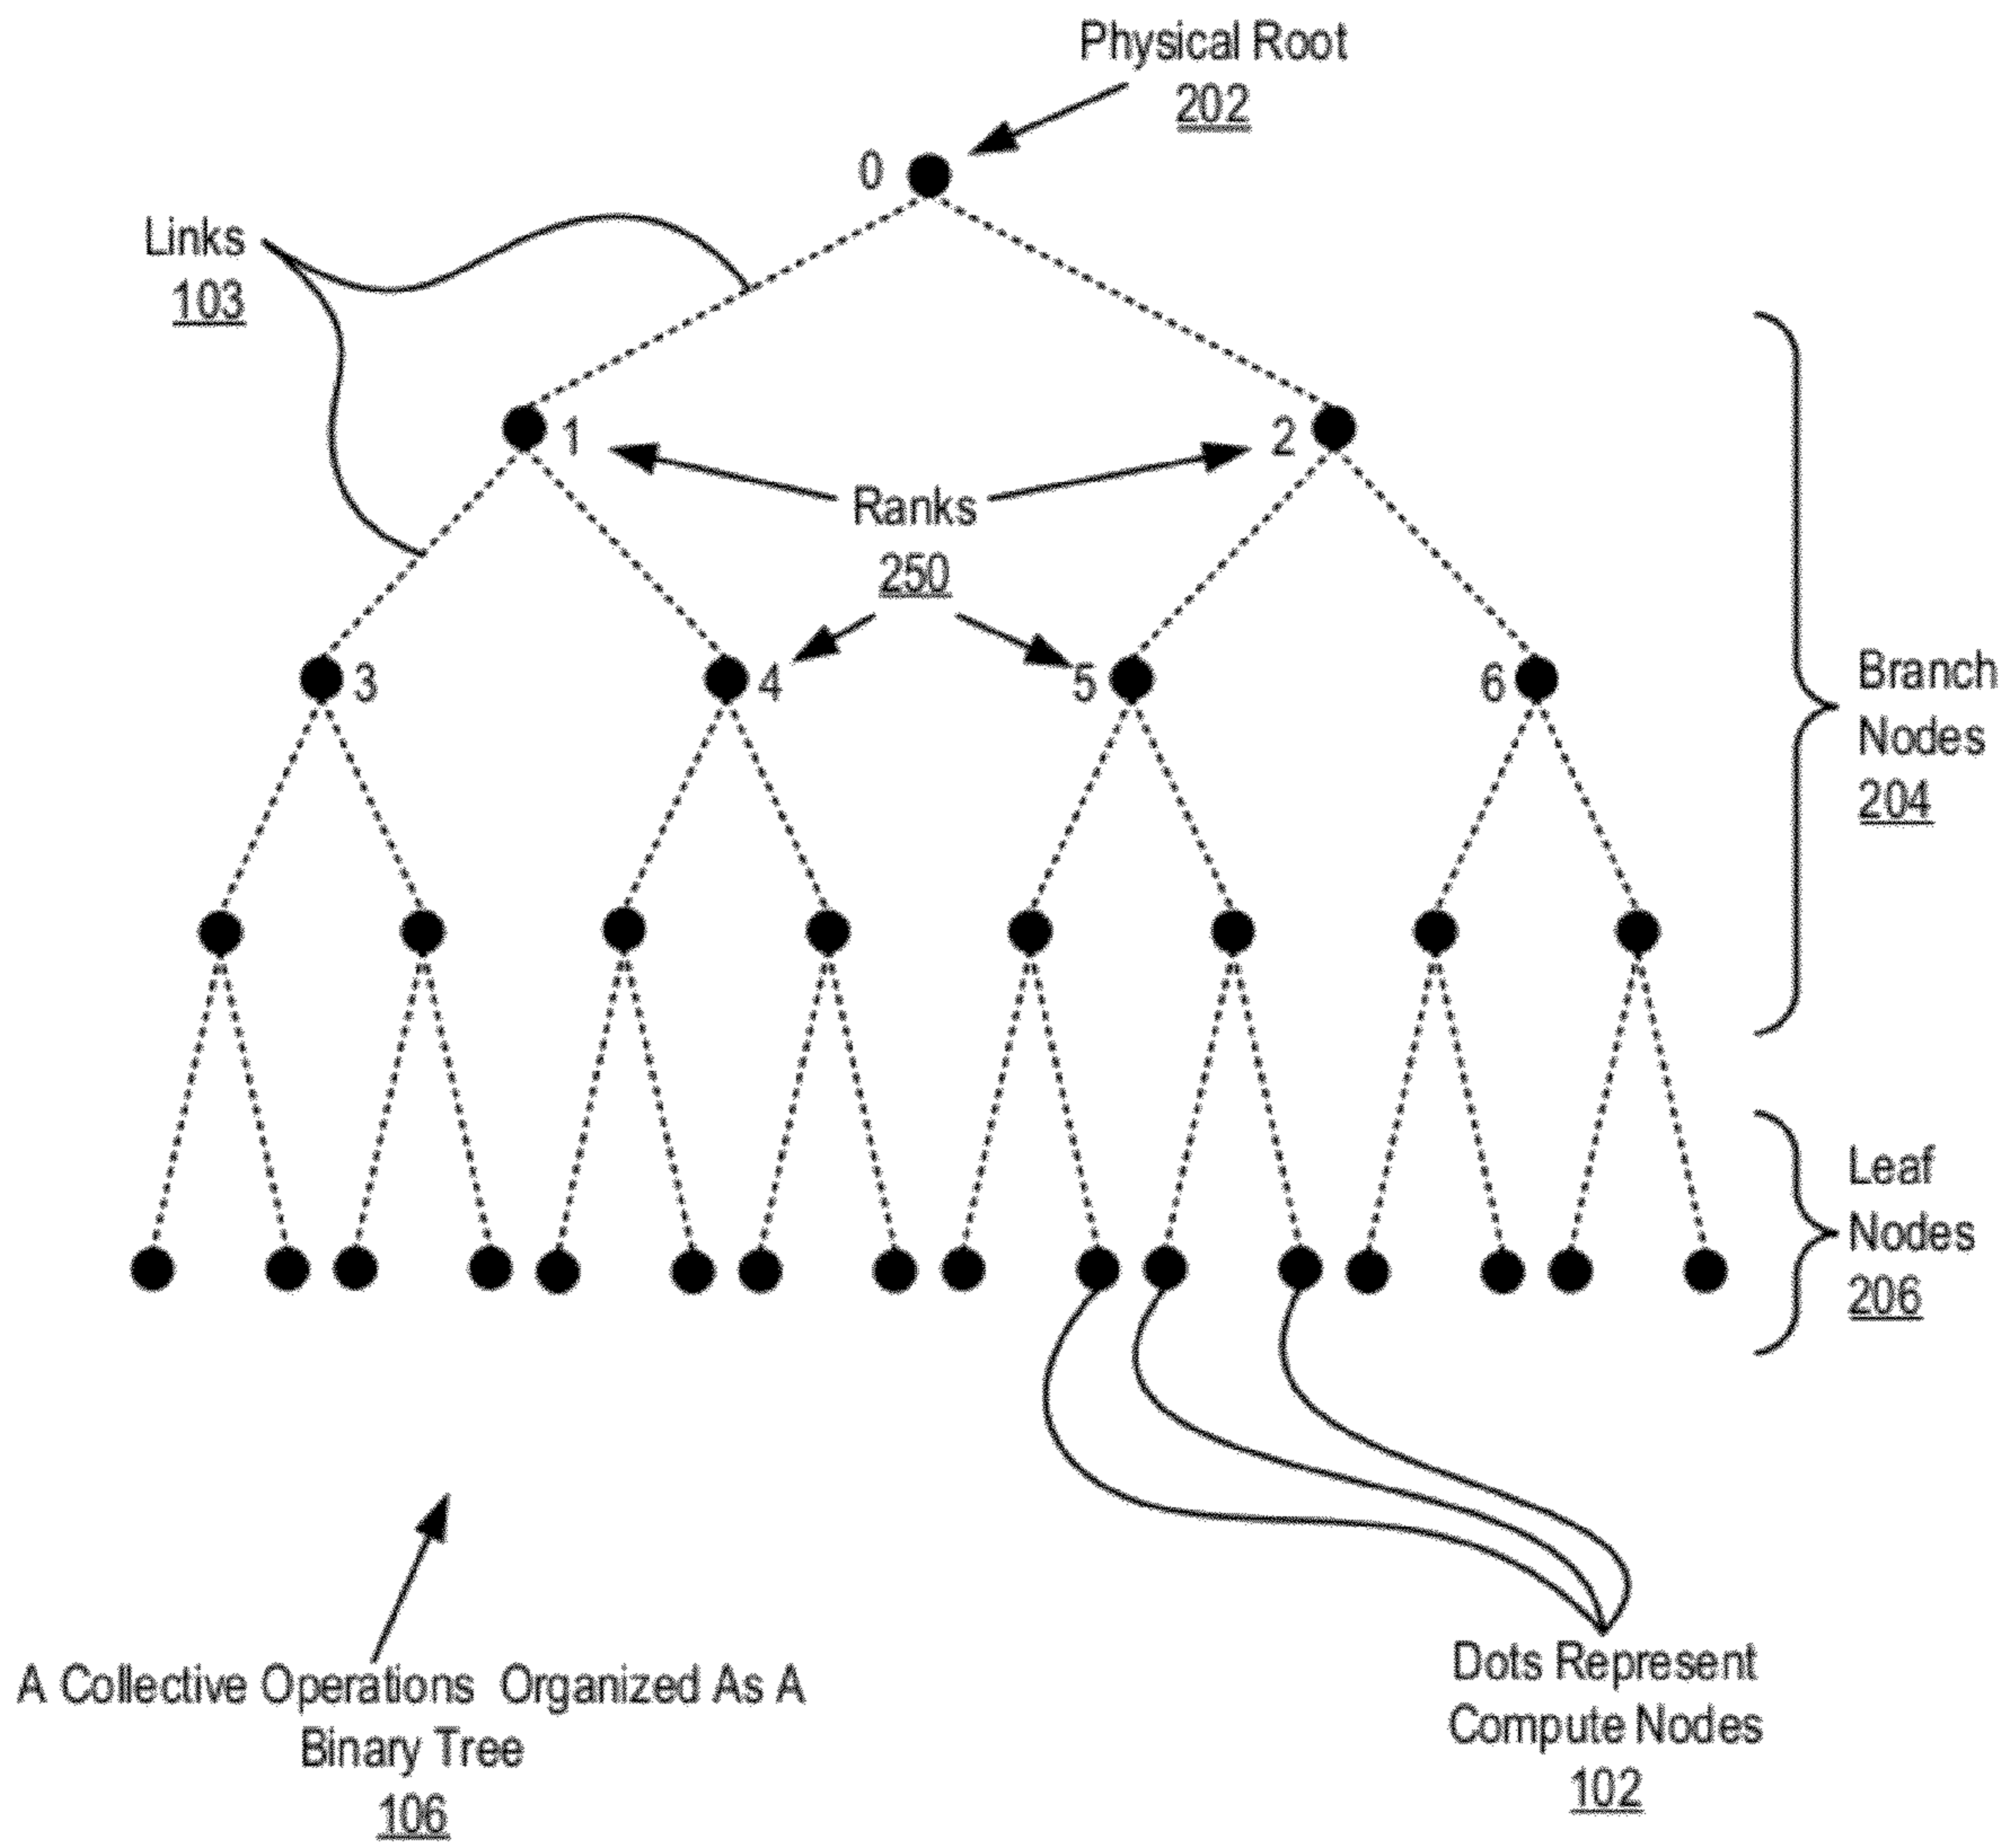 Physical Root
202
0
Links
103
1
2
Ranks
250
3
4
5
6
Branch
Nodes
204
Leaf
Nodes
206
A Collective Operations Organized As A
Binary Tree
106
Dots Represent
Compute Nodes
102